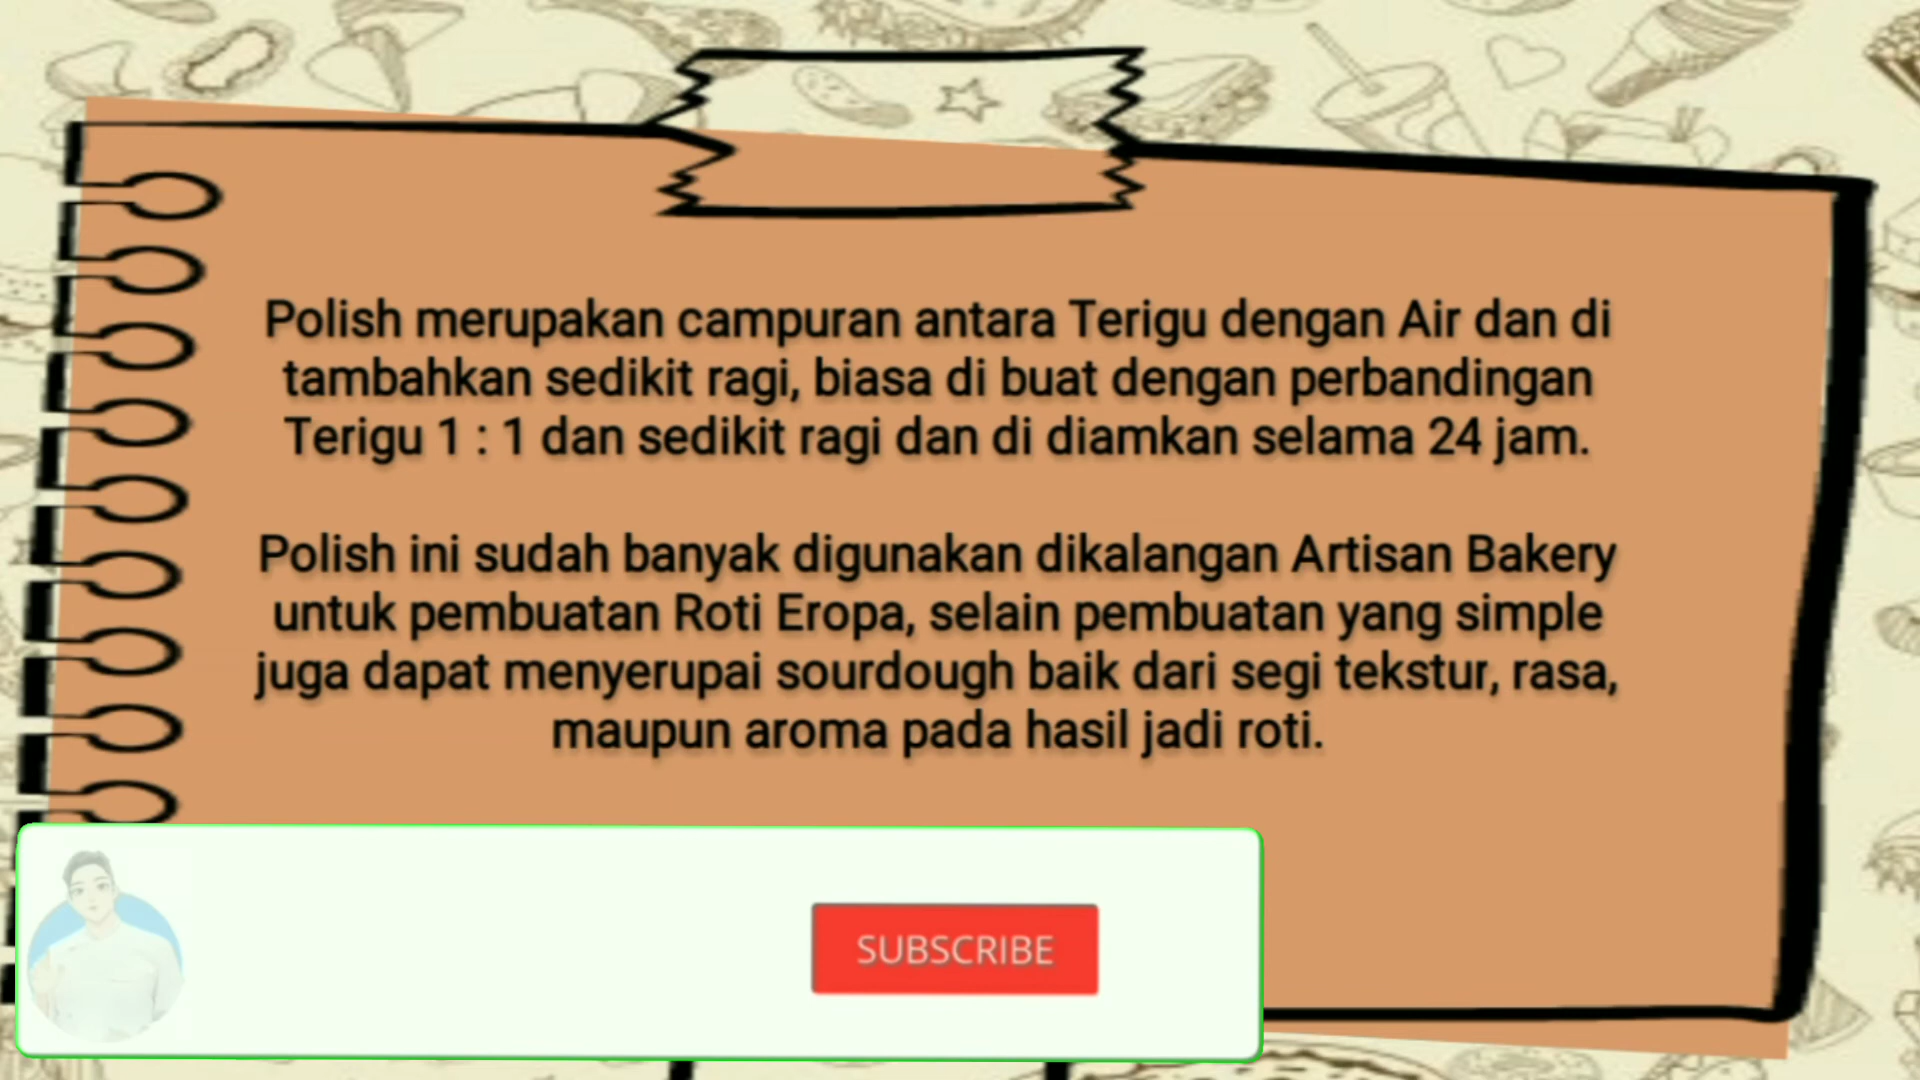 Polish merupakan campuran antara Terigu dengan Air dan di
tambahkan sedikit ragi, biasa di buat dengan perbandingan
Terigu 1 : 1 dan sedikit ragi dan di diamkan selama 24 jam.
Polish ini sudah banyak digunakan dikalangan Artisan Bakery
untuk pembuatan Roti Eropa, selain pembuatan yang simple
juga dapat menyerupai sourdough baik dari segi tekstur, rasa,
maupun aroma pada hasil jadi roti.
SUBSCRIBE